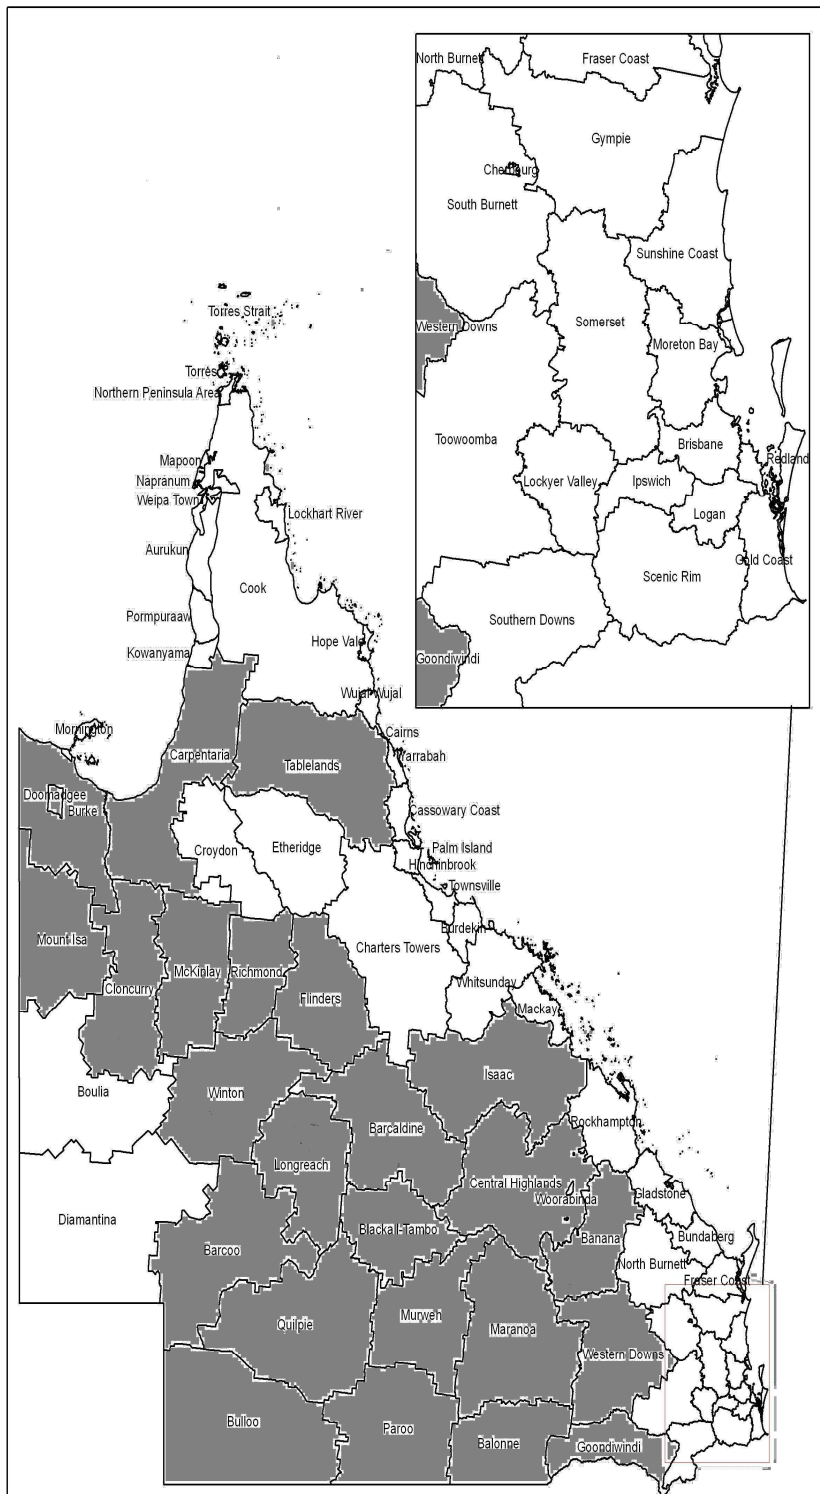 North Burnett
Fraser Coast
Gympie
Cherbourg
South Burnett
Sunshine Coast
Western Downs
Somerset
Moreton Bay
Toowoomba
Brisbane
Redland
Lockyer Valley
Ipswich
Logan
Gold Coast
Scenic Rim
Southern Downs
Goondiwindi
Torres Strait
Torres
Northern Peninsula Area
Mapoon
Napranum
Weipa Town
Lockhart River
Aurukun
Cook
Pormpuraaw
Hope Vale
Kowanyama
Wujal Wujal
Mornington
Cairns
Carpentaria
Yarrabah
Tablelands
Doomadgee
Burke
Cassowary Coast
Croydon
Etheridge
Palm Island
Hinchinbrook
Townsville
Burdekin
Mount Isa
Charters Towers
McKinlay
Richmond
Cloncurry
Flinders
Whitsunday
Mackay
Isaac
Boulia
Winton
Rockhampton
Barcaldine
Longreach
Central Highlands
Woorabinda
Gladstone
Diamantina
Blackall-Tambo
Banana
Bundaberg
Barcoo
North Burnett
Fraser Coast
Quilpie
Murweh
Maranoa
Western Downs
Bulloo
Paroo
Balonne
Goondiwindi